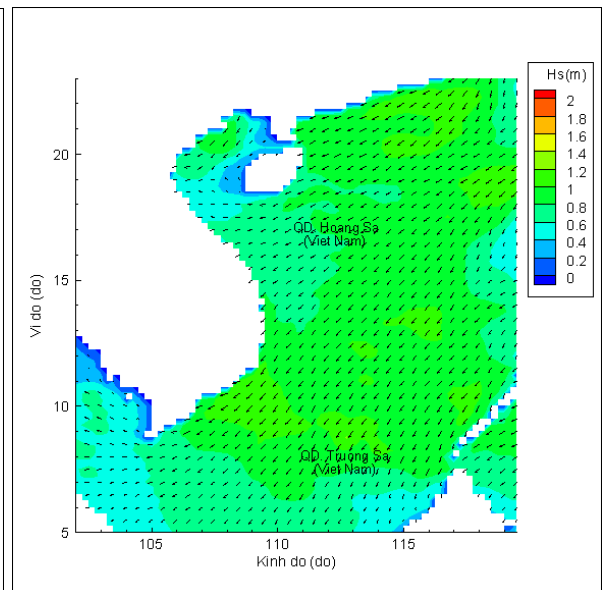 Hs(m)
2
1.8
1.6
1.4
1.2
1
0.8
0.6
0.4
0.2
0
20
15
10
5
Vi do (do)
QD. Hoang Sa
(Viet Nam)
QD. Truong Sa
(Viet Nam)
105
110
115
Kinh do (do)